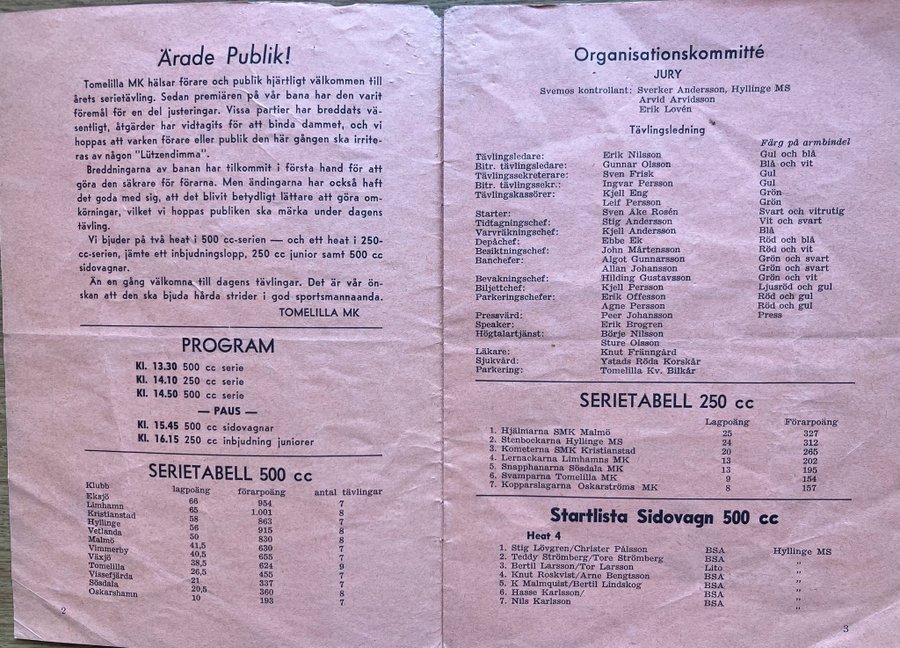 Ärade Publik!
Tomelilla MK hälsar förare och publik hjärtligt välkommen till
årets serietävling. Sedan premiären på vår bana har den varit
föremål för en del justeringar. Vissa partier har breddats vä-
sentligt, åtgärder har vidtagits för att binda dammet, och vi
hoppas att varken förare eller publik den här gången ska irrite-
ras av någon "Lützendimma".
Breddningarna av banan har tilkommit i första hand för att
göra den säkrare för förarna. Men ändingarna har också haft
det goda med sig, att det blivit betydligt lättare att göra om-
körningar, vilket vi hoppas publiken ska märka under dagens
tävling.
Vi bjuder på två heat i 500 cc-serien — och ett heat i 250-
cc-serien, jämte ett inbjudningslopp, 250 cc junior samt 500 cc
sidovagnar.
Än en gång välkomna till dagens tävlingar. Det är vår ön-
skan att den ska bjuda hårda strider i god sportsmannaanda.
TOMELILLA MK
PROGRAM
Kl. 13.30 500 cc serie
Kl. 14.10 250 cc serie
Kl. 14.50 500 cc serie
— PAUS —
Kl. 15.45 500 cc sidovagnar
Kl. 16.15 250 cc inbjudning juniorer
SERIETABELL 500 cc
Klubb lagpoäng förarpoäng antal tävlingar
Eksjö 66 954 7
Limhamn 65 1.001 8
Kristianstad 58 863 7
Hyllinge 56 915 8
Vetlanda 50 830 8
Malmö 41,5 630 7
Vimmerby 40,5 655 7
Växjö 38,5 624 9
Tomelilla 26,5 455 7
Vissefjärda 21 337 7
Sösdala 20,5 360 8
Oskarshamn 10 193 7
2
Organisationskommitté
JURY
Svemos kontrollant: Sverker Andersson, Hyllinge MS
Arvid Arvidsson
Erik Lovén
Tävlingsledning
Färg på armbindel
Tävlingsledare: Erik Nilsson Gul och blå
Bitr. tävlingsledare: Gunnar Olsson Blå och vit
Tävlingssekreterare: Sven Frisk Gul
Bitr. tävlingssekr.: Ingvar Persson Gul
Tävlingskassörer: Kjell Eng Grön
Leif Persson Grön
Starter: Sven Åke Rosén Svart och vitrutig
Tidtagningschef: Stig Andersson Vit och svart
Varvräkningschef: Kjell Andersson Blå
Depåchef: Ebbe Ek Röd och blå
Besiktningschef: John Mårtensson Röd och vit
Banchefer: Algot Gunnarsson Grön och svart
Allan Johansson Grön och svart
Bevakningschef: Hilding Gustavsson Grön och vit
Biljettchef: Kjell Persson Ljusröd och gul
Parkeringschefer: Erik Offesson Röd och gul
Agne Persson Röd och gul
Pressvärd: Peer Johansson Press
Speaker: Erik Brogren
Högtalartjänst: Börje Nilsson
Sture Olsson
Läkare: Knut Fränngård
Sjukvård: Ystads Röda Korskår
Parkering: Tomelilla Kv. Bilkår
SERIETABELL 250 cc
Lagpoäng Förarpoäng
1. Hjälmarna SMK Malmö 25 327
2. Stenbockarna Hyllinge MS 24 312
3. Kometerna SMK Kristianstad 20 265
4. Lernackarna Limhamns MK 13 202
5. Snapphanarna Sösdala MK 13 195
6. Svamparna Tomelilla MK 9 154
7. Kopparslagarna Oskarströms MK 8 157
Startlista Sidovagn 500 cc
Heat 4
1. Stig Lövgren/Christer Pålsson BSA Hyllinge MS
2. Teddy Strömberg/Tore Strömberg BSA "
3. Bertil Larsson/Tor Larsson Lito "
4. Knut Roskvist/Arne Bengtsson BSA "
5. K Malmquist/Bertil Lindskog BSA "
6. Hasse Karlsson/ BSA "
7. Nils Karlsson BSA "
3